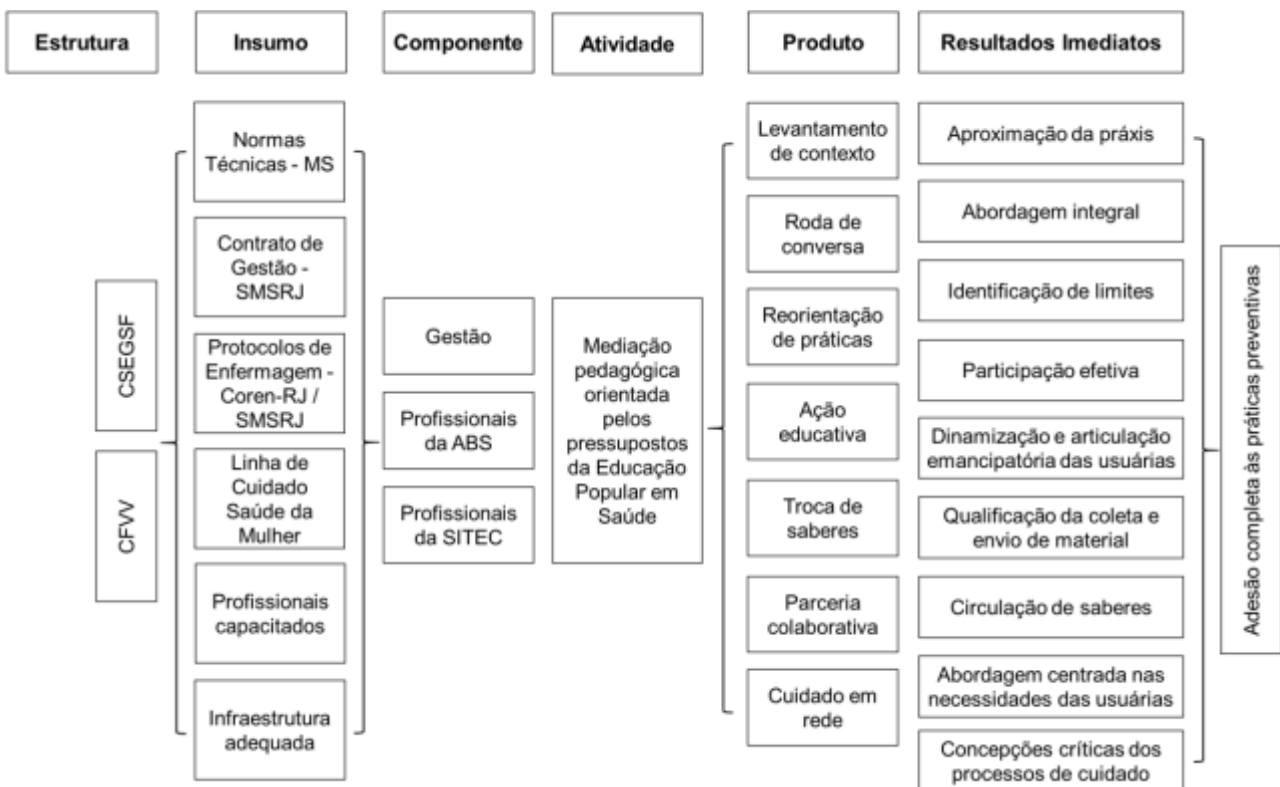 Estrutura
Insumo
Componente
Atividade
Produto
Resultados Imediatos
CSEGSF
CFVV
Normas
Técnicas - MS
Contrato de
Gestão -
SMSRJ
Protocolos de
Enfermagem -
Coren-RJ /
SMSRJ
Linha de
Cuidado
Saúde da
Mulher
Profissionais
capacitados
Infraestrutura
adequada
Gestão
Profissionais
da ABS
Profissionais
da SITEC
Mediação
pedagógica
orientada
pelos
pressupostos
da Educação
Popular em
Saúde
Levantamento
de contexto
Roda de
conversa
Reorientação
de práticas
Ação
educativa
Troca de
saberes
Parceria
colaborativa
Cuidado em
rede
Aproximação da práxis
Abordagem integral
Identificação de limites
Participação efetiva
Dinamização e articulação
emancipatória das usuárias
Qualificação da coleta e
envio de material
Circulação de saberes
Abordagem centrada nas
necessidades das usuárias
Concepções críticas dos
processos de cuidado
Adesão completa às práticas preventivas